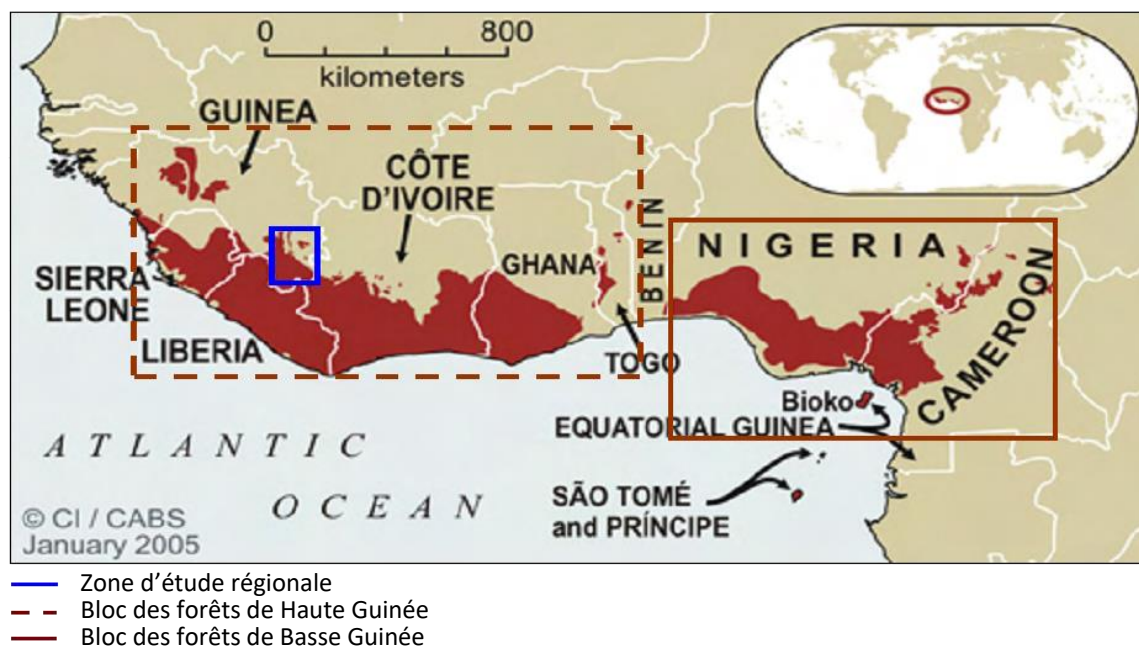 0 800
kilometers
GUINEA
CÔTE
D'IVOIRE
SIERRA
LEONE
LIBERIA
GHANA
TOGO
BENIN
NIGERIA
CAMEROON
Bioko
EQUATORIAL GUINEA
SÃO TOMÉ
and PRÍNCIPE
ATLANTIC
OCEAN
© CI / CABS
January 2005
Zone d'étude régionale
Bloc des forêts de Haute Guinée
Bloc des forêts de Basse Guinée